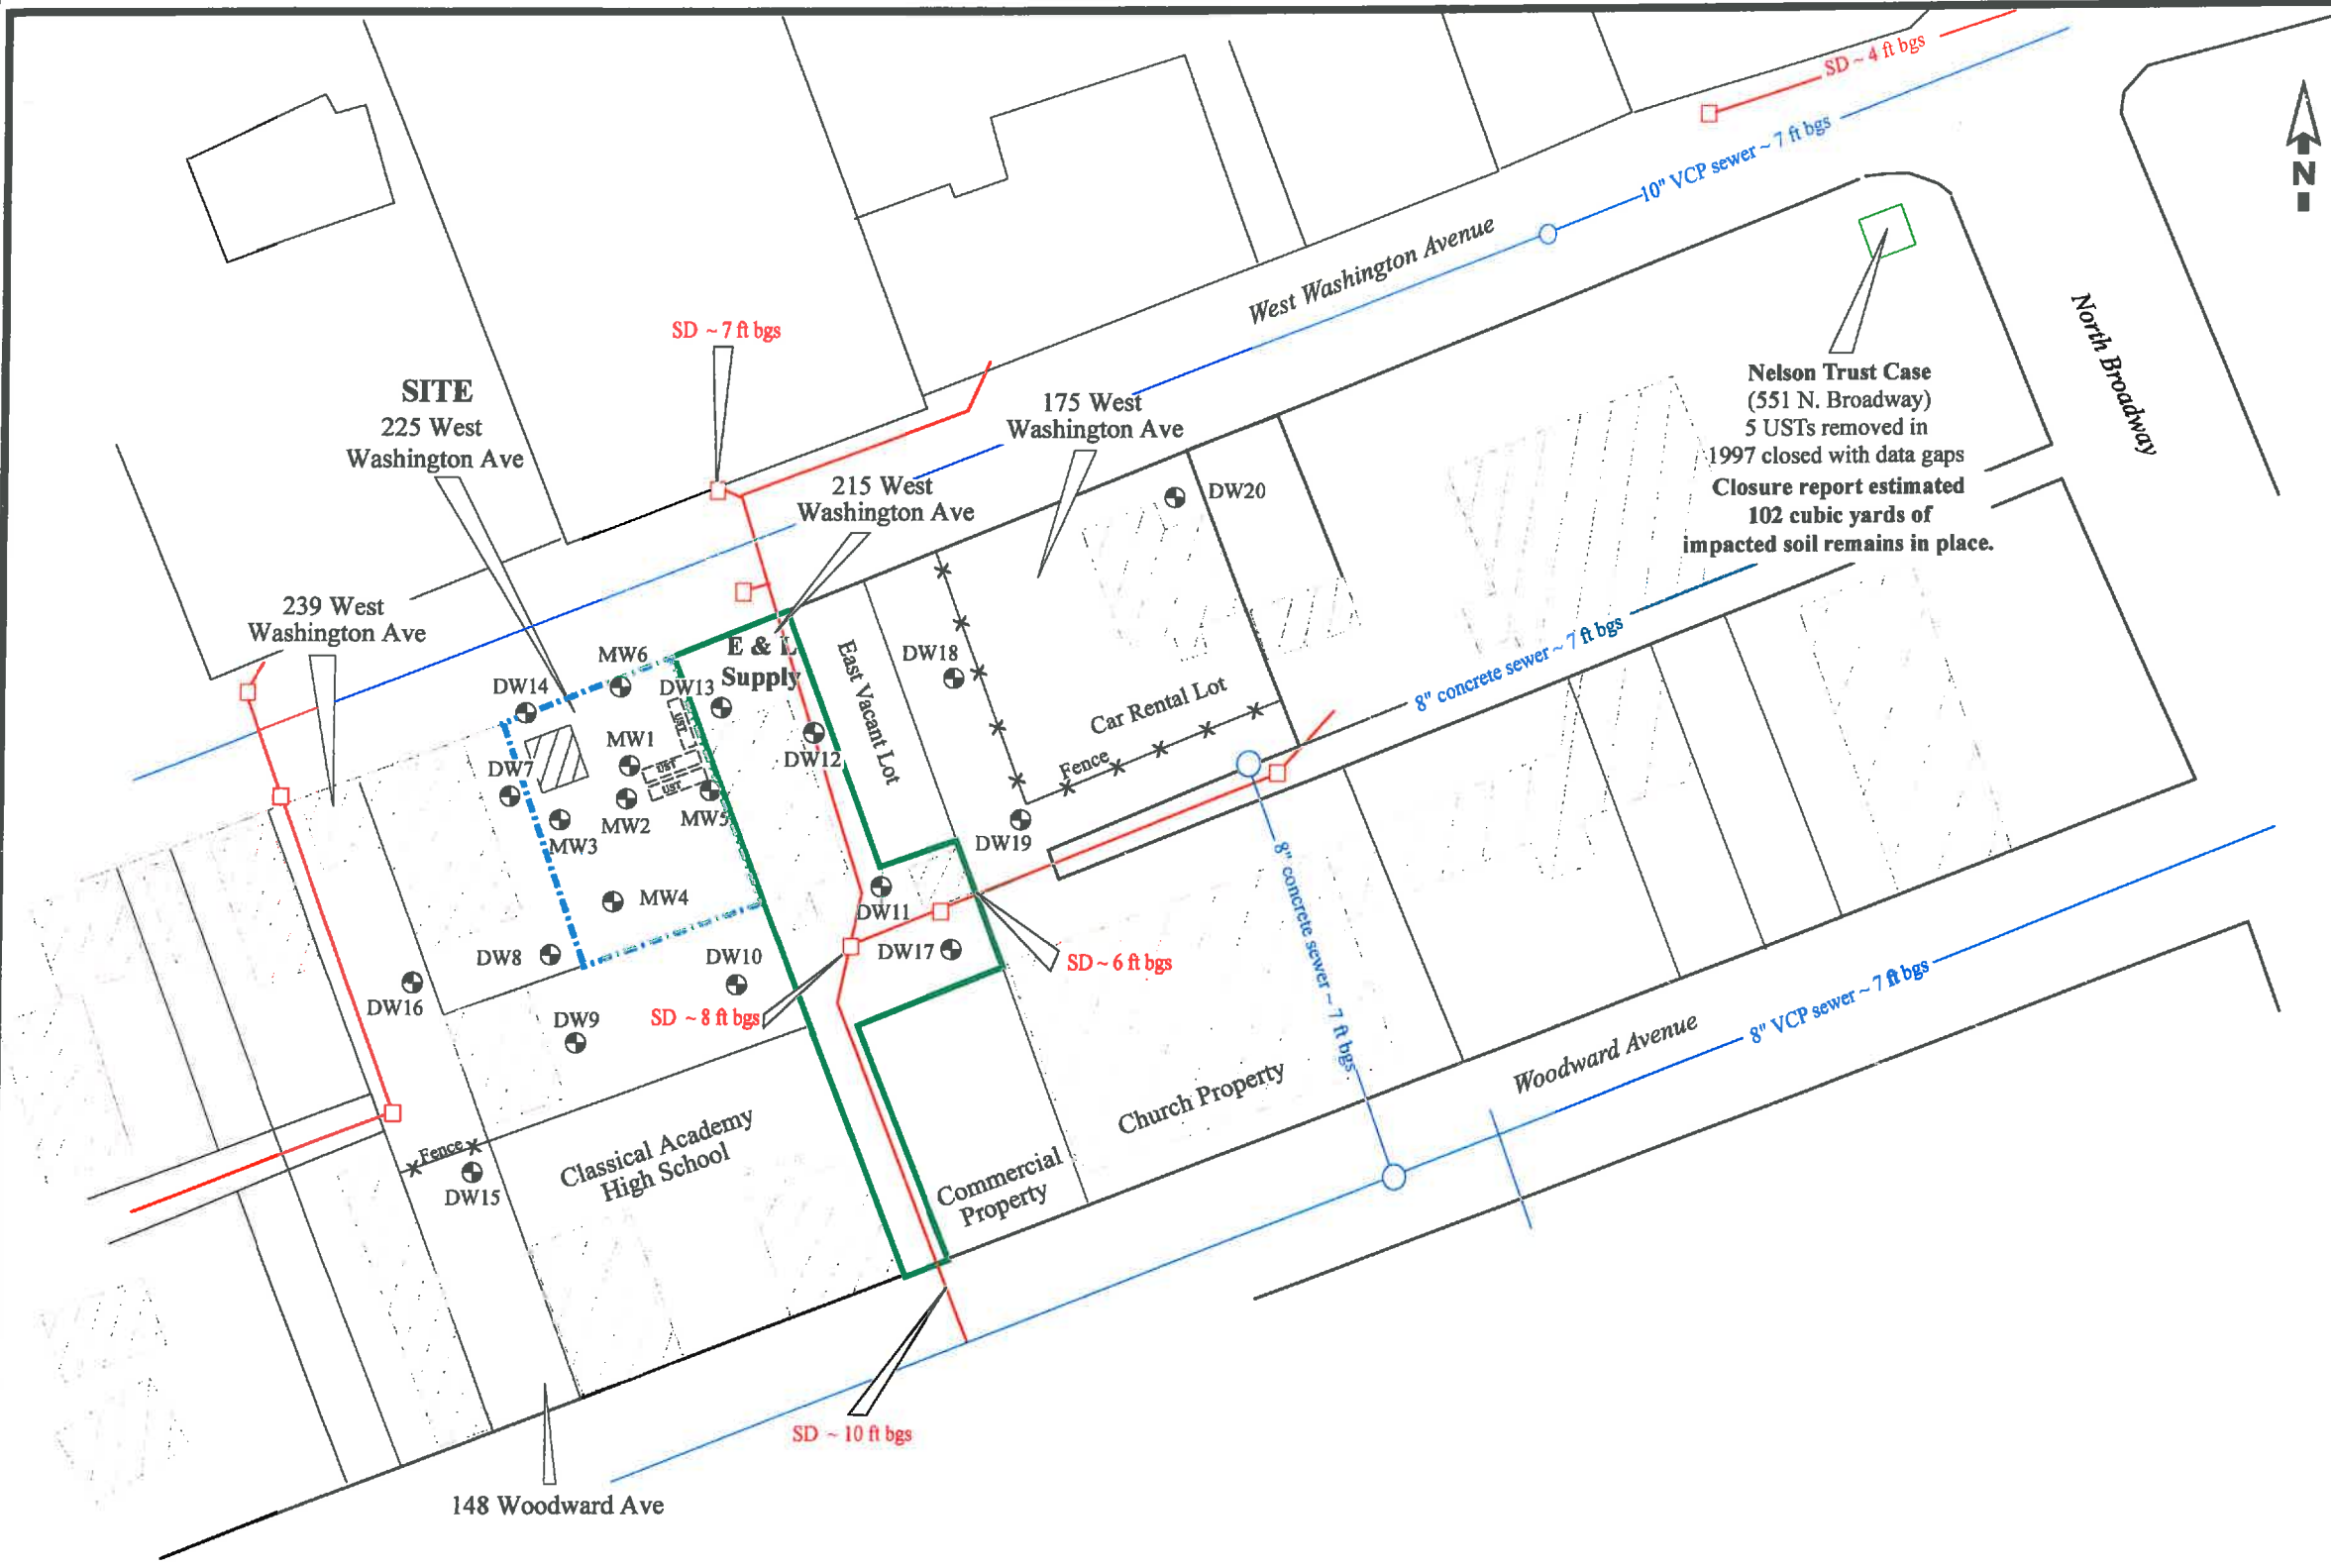 SD ~ 4 ft bgs
10" VCP sewer ~ 7 ft bgs
N
West Washington Avenue
North Broadway
SD ~ 7 ft bgs
SITE
225 West
Washington Ave
175 West
Washington Ave
Nelson Trust Case
(551 N. Broadway)
5 USTs removed in
1997 closed with data gaps
Closure report estimated
102 cubic yards of
impacted soil remains in place.
215 West
Washington Ave
DW20
239 West
Washington Ave
E & L
Supply
East Vacant Lot
DW18
MW6
DW13
DW14
UST
Car Rental Lot
8" concrete sewer ~ 7 ft bgs
MW1
DW7
UST
UST
DW12
Fence
MW2
MW5
MW3
DW19
8" concrete sewer ~ 7 ft bgs
MW4
DW11
DW8
DW10
DW17
SD ~ 6 ft bgs
DW16
DW9
SD ~ 8 ft bgs
8" VCP sewer ~ 7 ft bgs
Woodward Avenue
Church Property
Fence
DW15
Classical Academy
High School
Commercial
Property
SD ~ 10 ft bgs
148 Woodward Ave